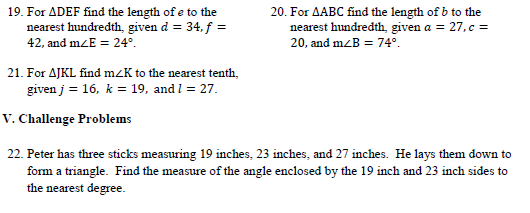 19. For ΔDEF find the length of e to the
nearest hundredth, given d = 34, f =
42, and m∠E = 24°.
20. For ΔABC find the length of b to the
nearest hundredth, given a = 27, c =
20, and m∠B = 74°.
21. For ΔJKL find m∠K to the nearest tenth,
given j = 16, k = 19, and l = 27.
V. Challenge Problems
22. Peter has three sticks measuring 19 inches, 23 inches, and 27 inches. He lays them down to
form a triangle. Find the measure of the angle enclosed by the 19 inch and 23 inch sides to
the nearest degree.